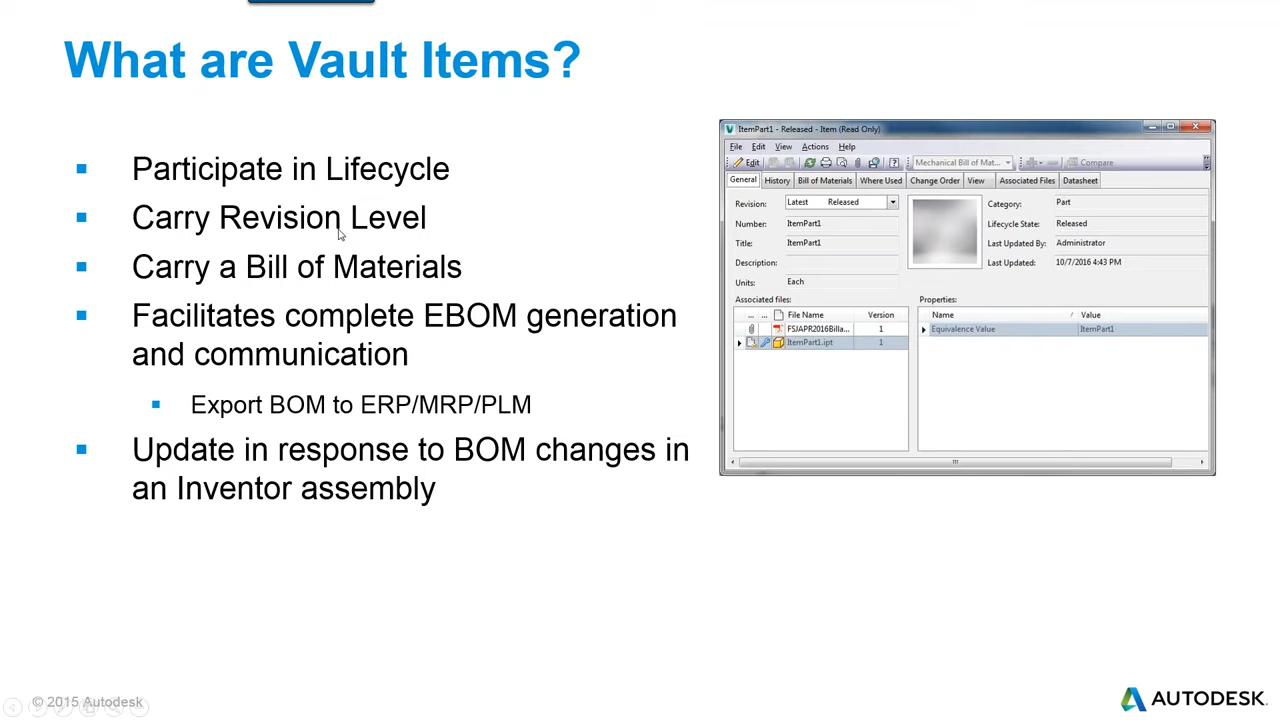 What are Vault Items?
Participate in Lifecycle
Carry Revision Level
Carry a Bill of Materials
Facilitates complete EBOM generation
and communication
Export BOM to ERP/MRP/PLM
Update in response to BOM changes in
an Inventor assembly
ItemPart1 - Released - Item (Read Only)
File Edit View Actions Help
Edit Mechanical Bill of Mat... Compare
General History Bill of Materials Where Used Change Order View Associated Files Datasheet
Revision: Latest Released
Number: ItemPart1
Title: ItemPart1
Description:
Units: Each
Category: Part
Lifecycle State: Released
Last Updated By: Administrator
Last Updated: 10/7/2016 4:43 PM
Associated files:
... ... File Name Version
FSJAPR2016Billa... 1
ItemPart1.ipt 1
Properties:
Name / Value
Equivalence Value ItemPart1
© 2015 Autodesk
AUTODESK.